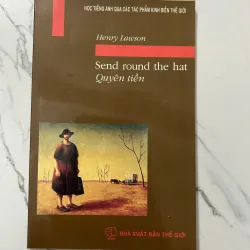 HỌC TIẾNG ANH QUA CÁC TÁC PHẨM KINH ĐIỂN THẾ GIỚI
Henry Lawson
Send round the hat
Quyên tiền
NHÀ XUẤT BẢN THẾ GIỚI